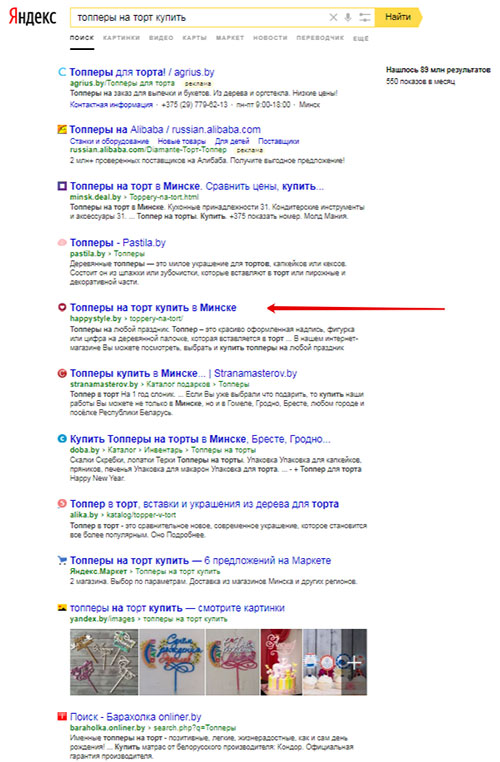 Яндекс
топперы на торт купить
Найти
ПОИСК КАРТИНКИ ВИДЕО КАРТЫ МАРКЕТ НОВОСТИ ПЕРЕВОДЧИК ЕЩЁ
Нашлось 89 млн результатов
550 показов в месяц
Топперы для торта! / agrius.by
agrius.by/Топперы для торта реклама
Топперы на заказ для выпечки и букетов. Из дерева и оргстекла. Низкие цены!
Контактная информация · +375 (29) 779-62-13 · пн-пт 9:00-18:00 · Минск
Топперы на Alibaba / russian.alibaba.com
Станки и оборудование Новые товары Для детей Поставщики
russian.alibaba.com/Diamante-Торт-Топпер реклама
2 млн+ проверенных поставщиков на Алибаба. Получите выгодное предложение!
Топперы на торт в Минске. Сравнить цены, купить...
minsk.deal.by › Toppery-na-tort.html
Топперы на торт в Минске. Кухонные принадлежности 31. Кондитерские инструменты
и аксессуары 31. ... Топпер на торты. Купить. +375 показать номер. Молд Мания.
Топперы - Pastila.by
pastila.by › Топперы
Деревянные топперы — это милое украшение для тортов, капкейков или кексов.
Состоит он из шпажки или зубочистки, которые вставляют в торт или пирожные и
декоративной части.
Топперы на торт купить в Минске
happystyle.by › toppery-na-tort/
Топперы на любой праздник. Топпер – это красиво оформленная надпись, фигурка
или цифра на деревянной палочке, которая вставляется в торт ... В нашем интернет-
магазине Вы можете посмотреть, выбрать и купить топперы на любой праздник
Топперы купить в Минске... | Stranamasterov.by
stranamasterov.by › Каталог подарков › Топперы
Топпер в торт На 1 год слоник. ... Если Вы уже выбрали что подарить, то купить наши
работы Вы можете не только в Минске, но и в Гомеле, Гродно, Бресте, любом городе и
посёлке Республики Беларусь.
Купить Топперы на торты в Минске, Бресте, Гродно...
doba.by › Каталог › Инвенарь › Топперы на торты
Скалки Скребки, лопатки Терки Топперы на торты. Упаковка Упаковка для капкейков,
пряников, печенья Упаковка для макарон Упаковка для торта. ... - + Топпер для торта
Happy New Year.
Топпер в торт, вставки и украшения из дерева для торта
alika.by › katalog/topper-v-tort
Топпер в торт - это сравнительное новое, современное украшение, которое становится
все более популярным. Оно Подробнее.
Топперы на торт купить — 6 предложений на Маркете
Яндекс.Маркет › Топперы на торт купить
2 магазина. Выбор по параметрам. Доставка из магазинов Минска и других регионов.
топперы на торт купить — смотрите картинки
yandex.by/images › топперы на торт купить
Поиск - Барахолка onliner.by
baraholka.onliner.by › search.php?q=Топперы
Именные топперы на торт - позитивные, легкие, жизнерадостные, как и сам день
рождения! ... Купить матрас от белорусского производителя: Кондор. Официальная
гарантия производителя.